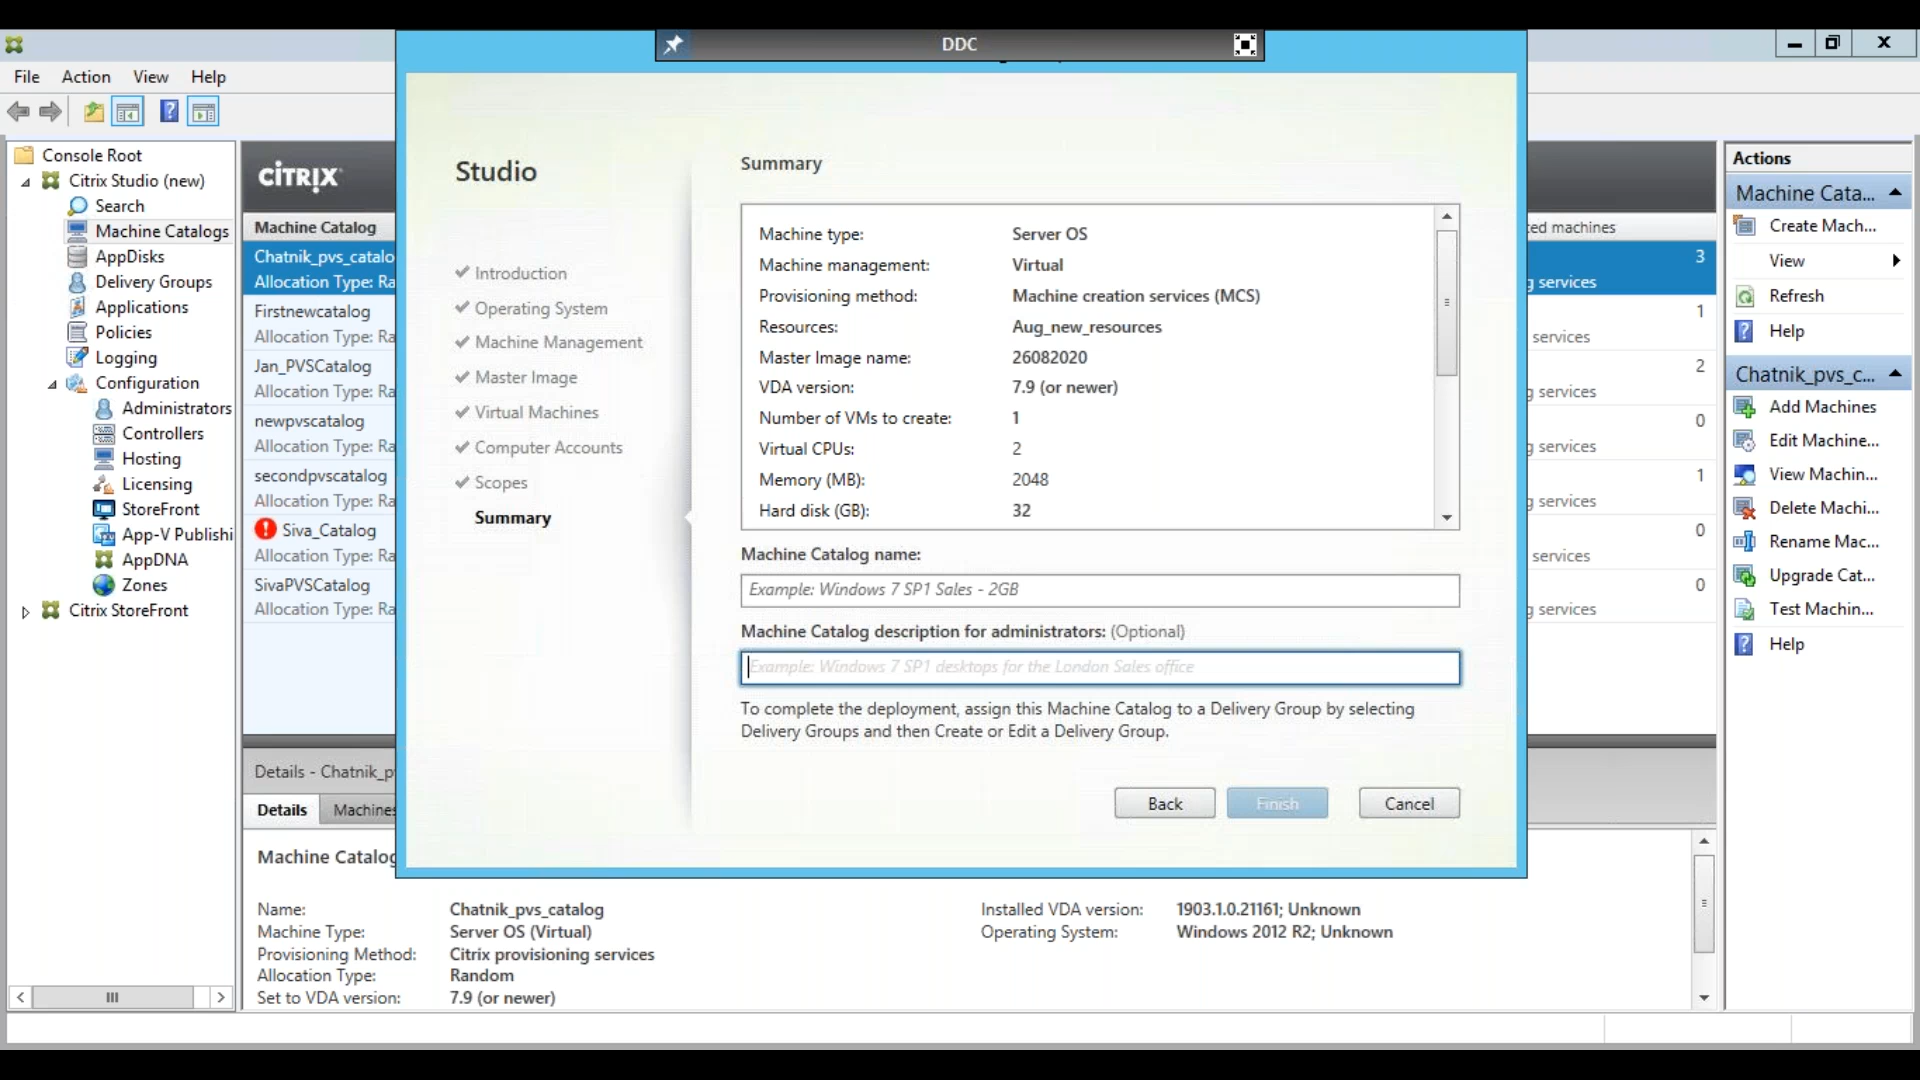 DDC
File Action View Help
Console Root
Citrix Studio (new)
Search
Machine Catalogs
AppDisks
Delivery Groups
Applications
Policies
Logging
Configuration
Administrators
Controllers
Hosting
Licensing
StoreFront
App-V Publishi
AppDNA
Zones
Citrix StoreFront
CITRIX
Machine Catalog
Chatnik_pvs_catalo
Allocation Type: Ra
Firstnewcatalog
Allocation Type: Ra
Jan_PVSCatalog
Allocation Type: Ra
newpvscatalog
Allocation Type: Ra
secondpvscatalog
Allocation Type: Ra
Siva_Catalog
Allocation Type: Ra
SivaPVSCatalog
Allocation Type: Ra
Studio
Introduction
Operating System
Machine Management
Master Image
Virtual Machines
Computer Accounts
Scopes
Summary
Summary
Machine type: Server OS
Machine management: Virtual
Provisioning method: Machine creation services (MCS)
Resources: Aug_new_resources
Master Image name: 26082020
VDA version: 7.9 (or newer)
Number of VMs to create: 1
Virtual CPUs: 2
Memory (MB): 2048
Hard disk (GB): 32
Machine Catalog name:
Example: Windows 7 SP1 Sales - 2GB
Machine Catalog description for administrators: (Optional)
Example: Windows 7 SP1 desktops for the London Sales office
To complete the deployment, assign this Machine Catalog to a Delivery Group by selecting
Delivery Groups and then Create or Edit a Delivery Group.
Back Finish Cancel
ted machines
3
g services
1
services
2
g services
0
g services
1
g services
0
services
0
g services
Actions
Machine Cata...
Create Mach...
View
Refresh
Help
Chatnik_pvs_c...
Add Machines
Edit Machine...
View Machin...
Delete Machi...
Rename Mac...
Upgrade Cat...
Test Machin...
Help
Details - Chatnik_p
Details Machines
Machine Catalog
Name: Chatnik_pvs_catalog
Machine Type: Server OS (Virtual)
Provisioning Method: Citrix provisioning services
Allocation Type: Random
Set to VDA version: 7.9 (or newer)
Installed VDA version: 1903.1.0.21161; Unknown
Operating System: Windows 2012 R2; Unknown